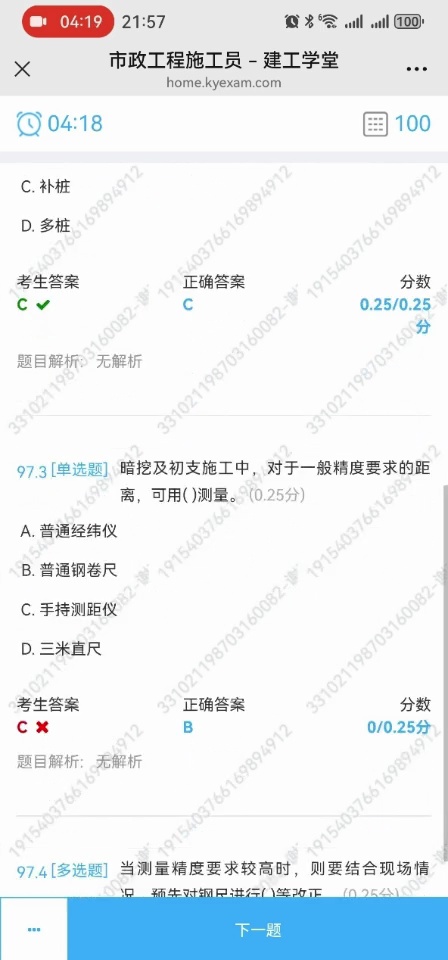 04:19 21:57 100
市政工程施工员 – 建工学堂
home.kyexam.com
04:18 100
C. 补桩
D. 多桩
考生答案 正确答案 分数
C C 0.25/0.25
分
题目解析: 无解析
97.3 [单选题] 暗挖及初支施工中，对于一般精度要求的距
离，可用( )测量。 (0.25分)
A. 普通经纬仪
B. 普通钢卷尺
C. 手持测距仪
D. 三米直尺
考生答案 正确答案 分数
C B 0/0.25分
题目解析: 无解析
97.4 [多选题] 当测量精度要求较高时，则要结合现场情
况，预先对钢尺进行( )等改正。 (0.25分)
下一题